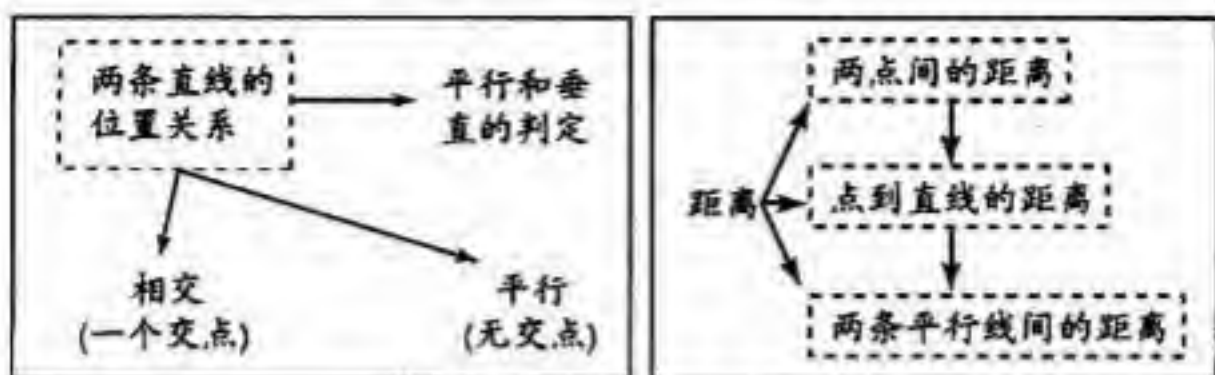 两条直线的
位置关系
平行和垂
直的判定
相交
(一个交点)
平行
(无交点)
两点间的距离
距离
点到直线的距离
两条平行线间的距离